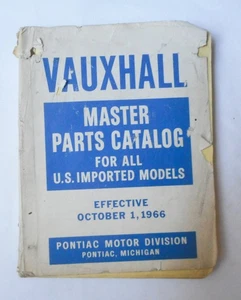 VAUXHALL
MASTER
PARTS CATALOG
FOR ALL
U.S. IMPORTED MODELS
EFFECTIVE
OCTOBER 1, 1966
PONTIAC MOTOR DIVISION
PONTIAC, MICHIGAN